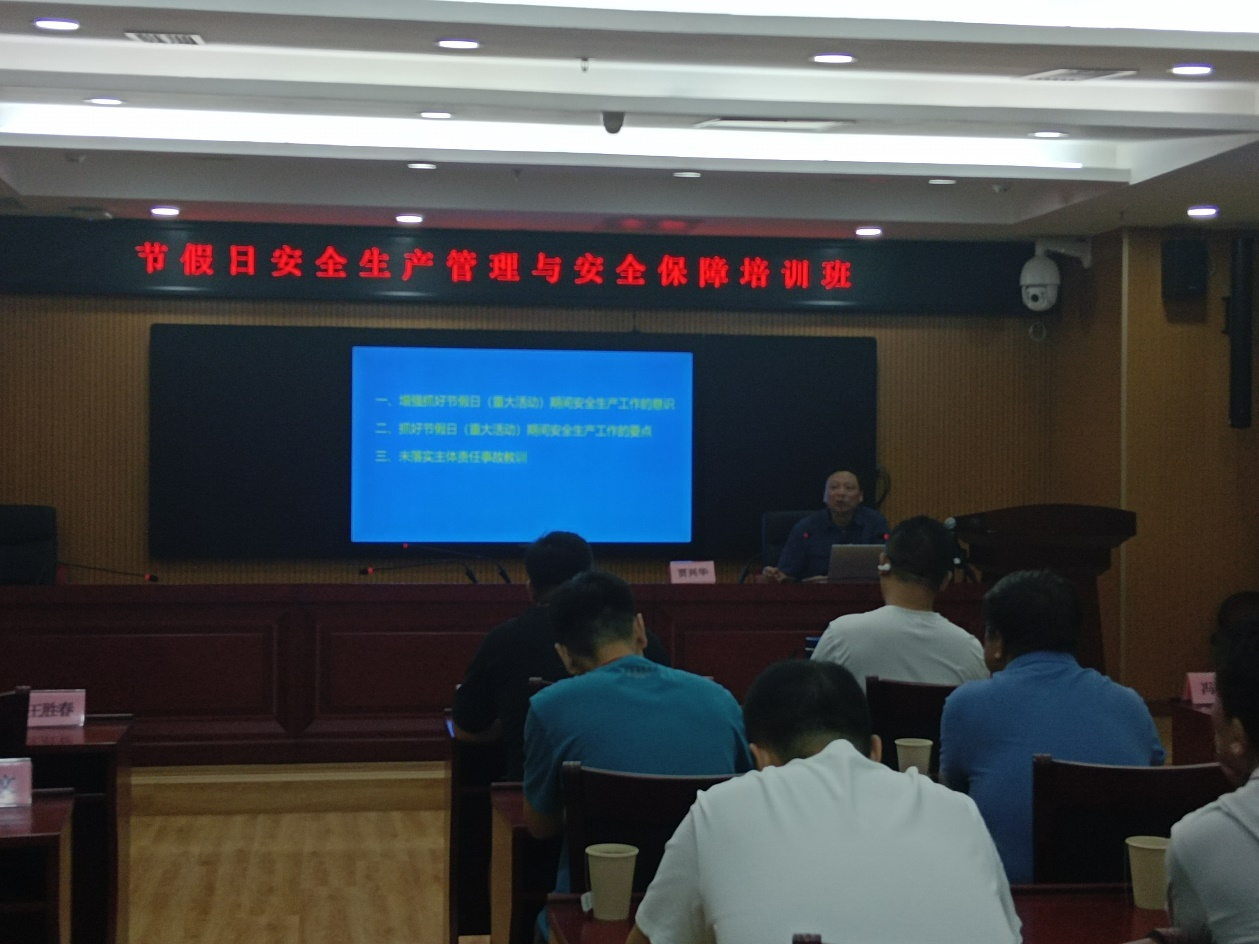 节假日安全生产管理与安全保障培训班
一、增强抓好节假日（重大活动）期间安全生产工作的意识
二、抓好节假日（重大活动）期间安全生产工作的要点
三、未落实主体责任事故教训
贾兴华
王胜春
冯